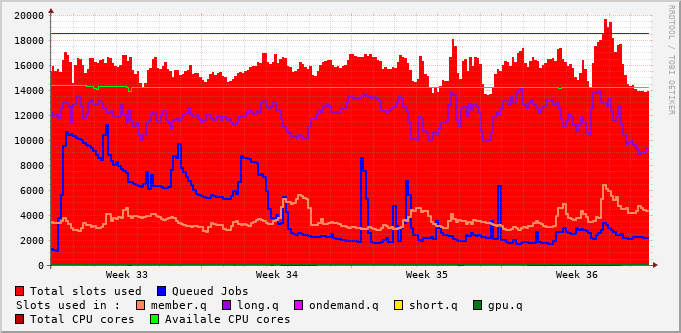 20000
18000
16000
14000
12000
10000
8000
6000
4000
2000
0
Week 33 Week 34 Week 35 Week 36
Total slots used Queued Jobs
Slots used in : member.q long.q ondemand.q short.q gpu.q
Total CPU cores Availale CPU cores
RRDTOOL / TOBI OETIKER